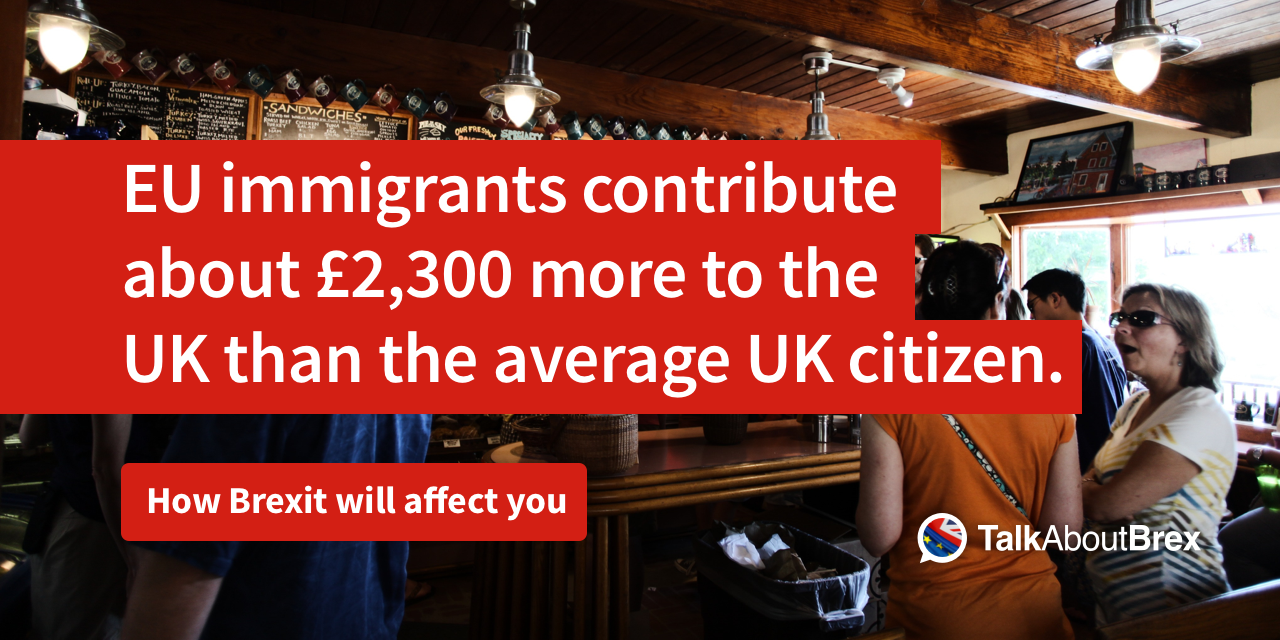 SANDWICHES
EU immigrants contribute
about £2,300 more to the
UK than the average UK citizen.
How Brexit will affect you
TalkAboutBrex